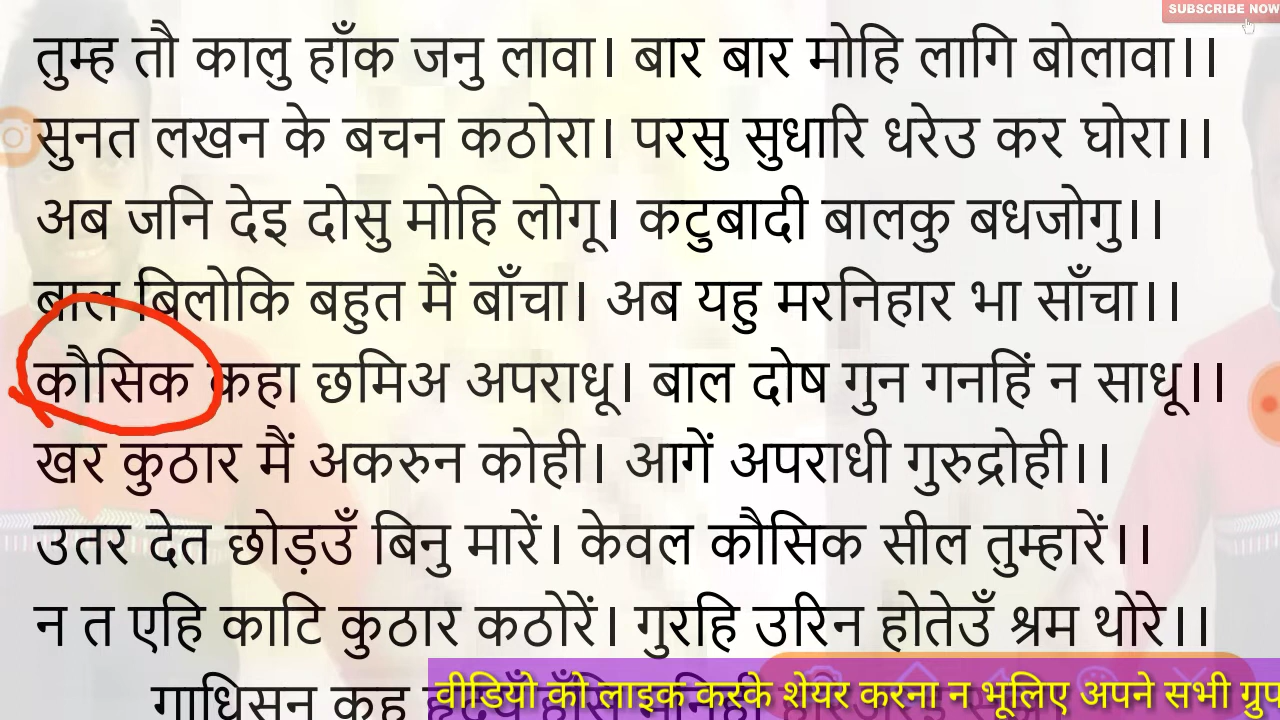 SUBSCRIBE NOW
तुम्ह तौ कालु हाँक जनु लावा। बार बार मोहि लागि बोलावा।।
सुनत लखन के बचन कठोरा। परसु सुधारि धरेउ कर घोरा।।
अब जनि देइ दोसु मोहि लोगू। कटुबादी बालकु बधजोगु।।
बाल बिलोकि बहुत मैं बाँचा। अब यहु मरनिहार भा साँचा।।
कौसिक कहा छमिअ अपराधू। बाल दोष गुन गनहिं न साधू।।
खर कुठार मैं अकरुन कोही। आगें अपराधी गुरुद्रोही।।
उतर देत छोड़उँ बिनु मारें। केवल कौसिक सील तुम्हारें।।
न त एहि काटि कुठार कठोरें। गुरहि उरिन होतेउँ श्रम थोरे।।
गाधिसूनु कह हृदयँ हँसि मुनिहि
वीडियो को लाइक करके शेयर करना न भूलिए अपने सभी ग्रुप